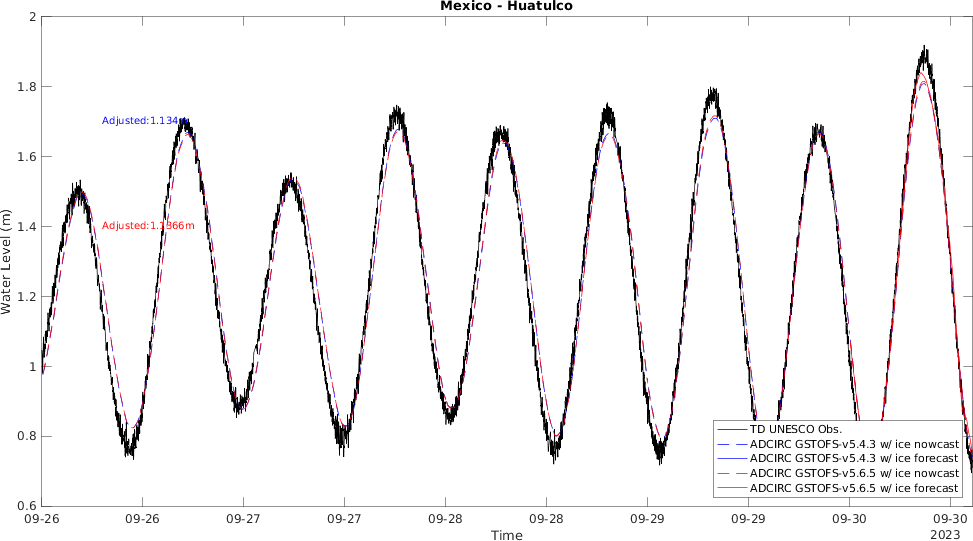 Mexico - Huatulco
2
1.8
1.6
1.4
1.2
1
0.8
0.6
Water Level (m)
Adjusted:1.134
Adjusted:1.1366m
TD UNESCO Obs.
ADCIRC GSTOFS-v5.4.3 w/ ice nowcast
ADCIRC GSTOFS-v5.4.3 w/ ice forecast
ADCIRC GSTOFS-v5.6.5 w/ ice nowcast
ADCIRC GSTOFS-v5.6.5 w/ ice forecast
09-26 09-26 09-27 09-27 09-28 09-28 09-29 09-29 09-30 09-30
2023
Time